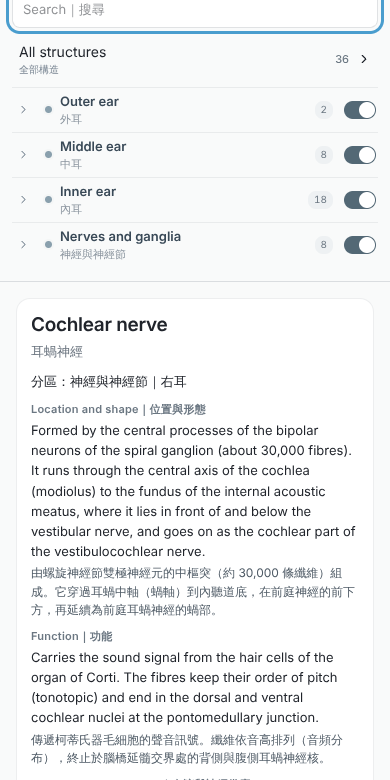 Search | 搜尋
All structures
全部構造
36
Outer ear
外耳
2
Middle ear
中耳
8
Inner ear
內耳
18
Nerves and ganglia
神經與神經節
8
Cochlear nerve
耳蝸神經
分區：神經與神經節｜右耳
Location and shape | 位置與形態
Formed by the central processes of the bipolar
neurons of the spiral ganglion (about 30,000 fibres).
It runs through the central axis of the cochlea
(modiolus) to the fundus of the internal acoustic
meatus, where it lies in front of and below the
vestibular nerve, and goes on as the cochlear part of
the vestibulocochlear nerve.
由螺旋神經節雙極神經元的中樞突（約 30,000 條纖維）組
成。它穿過耳蝸中軸（蝸軸）到內聽道底，在前庭神經的前下
方，再延續為前庭耳蝸神經的蝸部。
Function | 功能
Carries the sound signal from the hair cells of the
organ of Corti. The fibres keep their order of pitch
(tonotopic) and end in the dorsal and ventral
cochlear nuclei at the pontomedullary junction.
傳遞柯蒂氏器毛細胞的聲音訊號。纖維依音高排列（音頻分
布），終止於腦橋延髓交界處的背側與腹側耳蝸神經核。